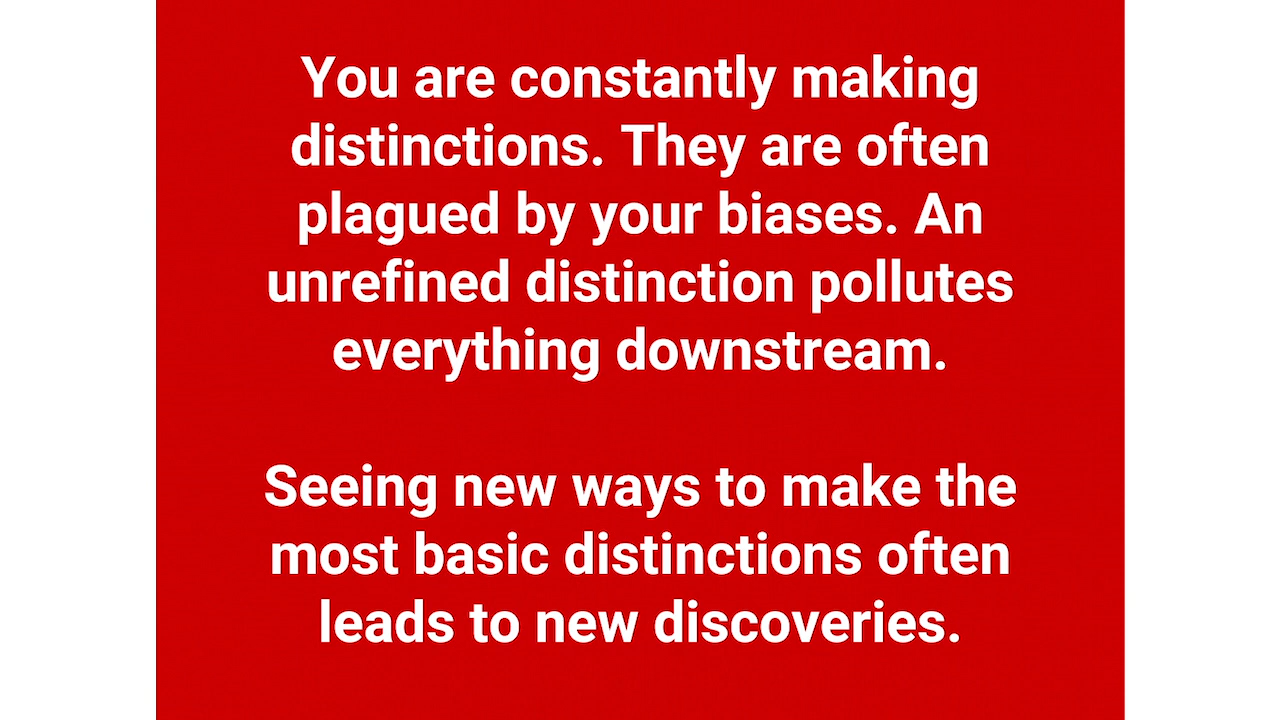 You are constantly making
distinctions. They are often
plagued by your biases. An
unrefined distinction pollutes
everything downstream.
Seeing new ways to make the
most basic distinctions often
leads to new discoveries.